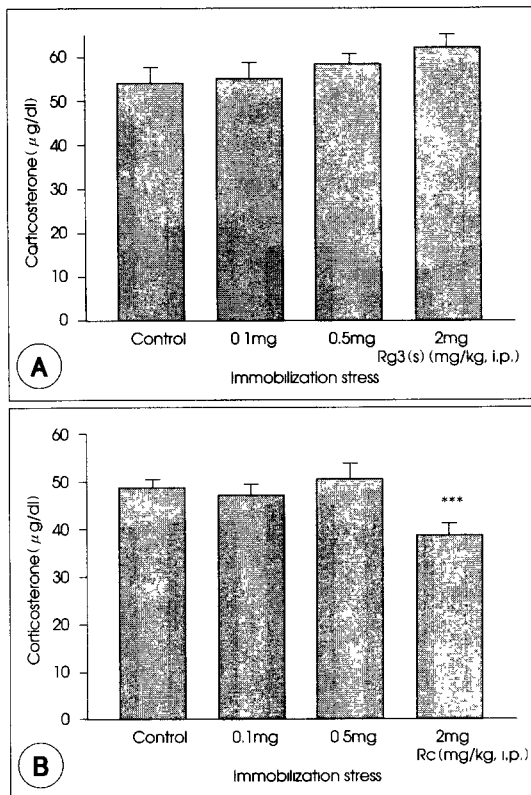 60
50
40
30
20
10
0
Corticosterone (μg/dl)
Control 0 1mg 0.5mg 2mg
Rg3(s) (mg/kg, i.p.)
Immobilization stress
A
60
50
40
30
20
10
0
Corticosterone (μg/dl)
***
Control 0.1mg 0 5mg 2mg
Rc (mg/kg, i.p.)
Immobilization stress
B